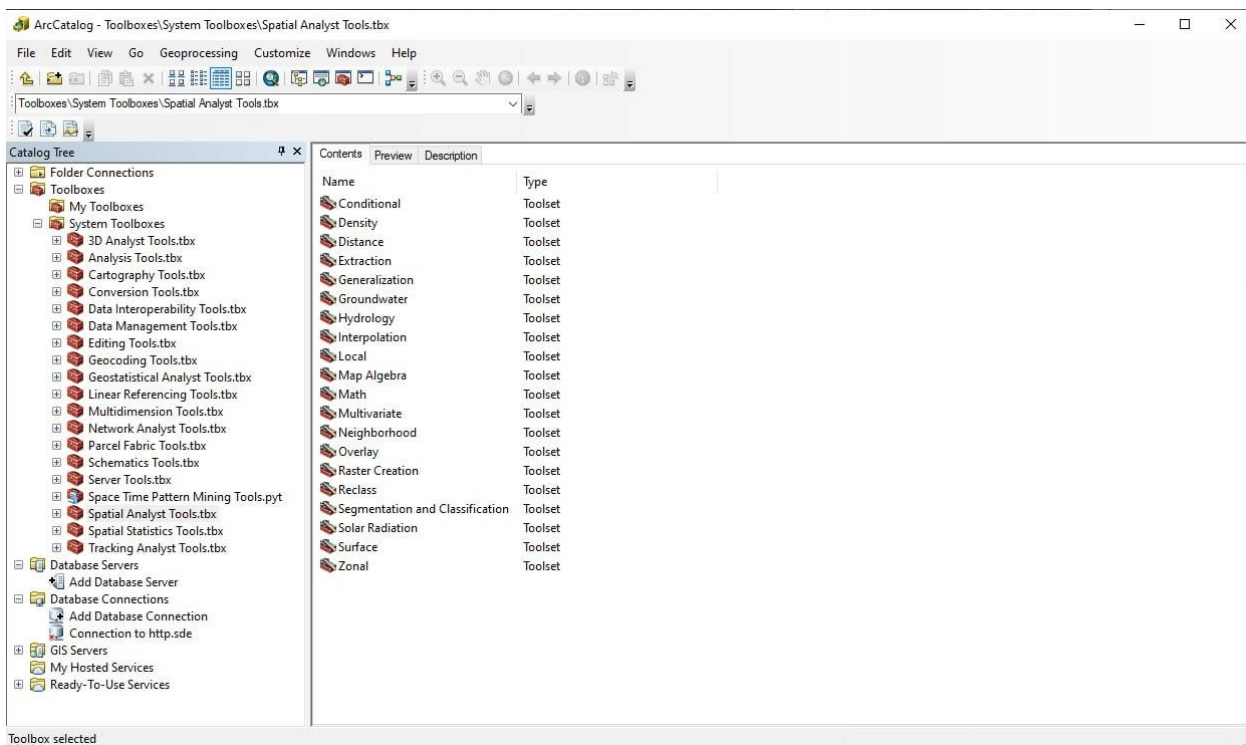 ArcCatalog - Toolboxes\System Toolboxes\Spatial Analyst Tools.tbx
File Edit View Go Geoprocessing Customize Windows Help
Toolboxes\System Toolboxes\Spatial Analyst Tools.tbx
Catalog Tree
Folder Connections
Toolboxes
My Toolboxes
System Toolboxes
3D Analyst Tools.tbx
Analysis Tools.tbx
Cartography Tools.tbx
Conversion Tools.tbx
Data Interoperability Tools.tbx
Data Management Tools.tbx
Editing Tools.tbx
Geocoding Tools.tbx
Geostatistical Analyst Tools.tbx
Linear Referencing Tools.tbx
Multidimension Tools.tbx
Network Analyst Tools.tbx
Parcel Fabric Tools.tbx
Schematics Tools.tbx
Server Tools.tbx
Space Time Pattern Mining Tools.pyt
Spatial Analyst Tools.tbx
Spatial Statistics Tools.tbx
Tracking Analyst Tools.tbx
Database Servers
Add Database Server
Database Connections
Add Database Connection
Connection to http.sde
GIS Servers
My Hosted Services
Ready-To-Use Services
Contents Preview Description
Name Type
Conditional Toolset
Density Toolset
Distance Toolset
Extraction Toolset
Generalization Toolset
Groundwater Toolset
Hydrology Toolset
Interpolation Toolset
Local Toolset
Map Algebra Toolset
Math Toolset
Multivariate Toolset
Neighborhood Toolset
Overlay Toolset
Raster Creation Toolset
Reclass Toolset
Segmentation and Classification Toolset
Solar Radiation Toolset
Surface Toolset
Zonal Toolset
Toolbox selected